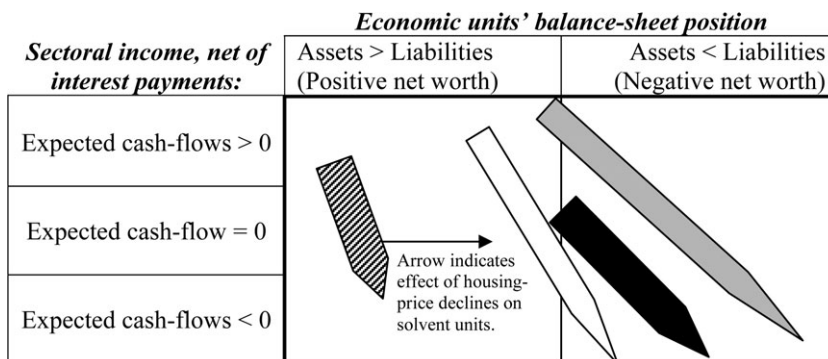 Economic units’ balance-sheet position
Sectoral income, net of
interest payments:
Assets > Liabilities
(Positive net worth)
Assets < Liabilities
(Negative net worth)
Expected cash-flows > 0
Expected cash-flow = 0
Expected cash-flows < 0
Arrow indicates
effect of housing-
price declines on
solvent units.